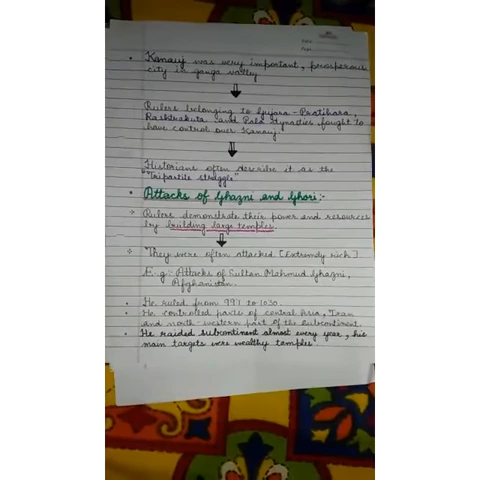 Date
Page
• Kanauj was very important, prosperous
city in ganga valley
Rulers belonging to Gujara-Pratihara,
Rashtrakuta and Pala dynasties fought to
have control over Kanauj.
Historians often describe it as the
"Tripartite struggle"
• Attacks of Ghazni and Ghori:-
Rulers demonstrate their power and resources
by building large temples.
They were often attacked [Extremely rich]
E.g:- Attacks of Sultan Mahmud Ghazni,
Afghanistan.
• He ruled from 997 to 1030.
• He controlled parts of central Asia, Iran
and north-western part of the subcontinent.
• He raided subcontinent almost every year, his
main targets were wealthy temples